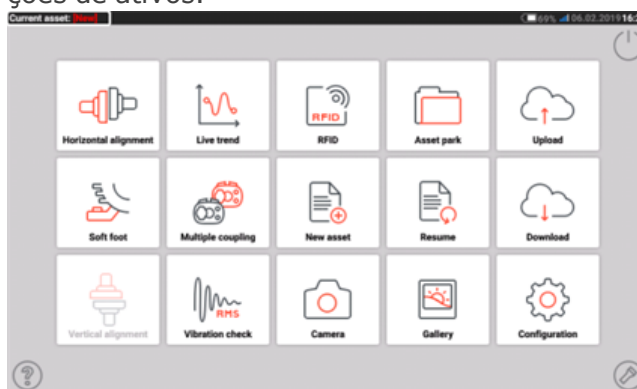 ções de ativos.
Current asset: [New]
69% 06.02.2019 16:
Horizontal alignment
Live trend
RFID
RFID
Asset park
Upload
Soft foot
Multiple coupling
New asset
Resume
Download
Vertical alignment
RMS
Vibration check
Camera
Gallery
Configuration
?